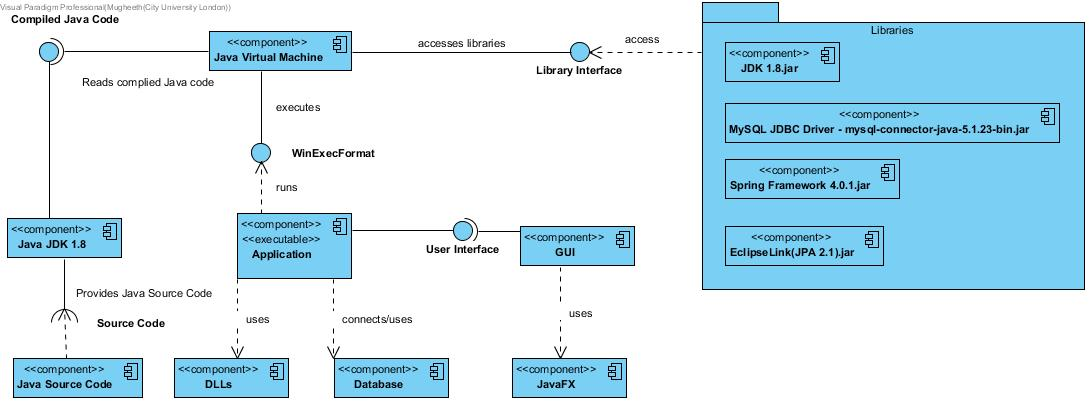 Visual Paradigm Professional(Mugheeth(City University London))
Compiled Java Code
<<component>>
Java Virtual Machine
accesses libraries
access
Library Interface
Reads complied Java code
executes
WinExecFormat
runs
Libraries
<<component>>
JDK 1.8.jar
<<component>>
MySQL JDBC Driver - mysql-connector-java-5.1.23-bin.jar
<<component>>
Spring Framework 4.0.1.jar
<<component>>
EclipseLink(JPA 2.1).jar
<<component>>
Java JDK 1.8
<<component>>
<<executable>>
Application
User Interface
<<component>>
GUI
Provides Java Source Code
Source Code
uses
connects/uses
uses
<<component>>
Java Source Code
<<component>>
DLLs
<<component>>
Database
<<component>>
JavaFX